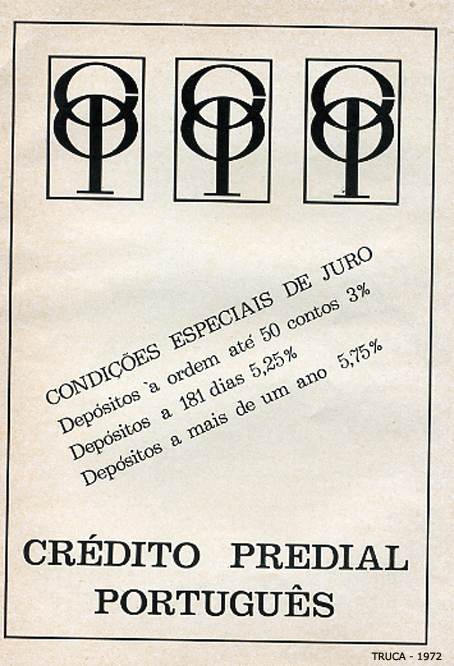 CONDIÇÕES ESPECIAIS DE JURO
Depósitos `a ordem até 50 contos 3%
Depósitos a 181 dias 5,25%
Depósitos a mais de um ano 5,75%
CRÉDITO PREDIAL
PORTUGUÊS
TRUCA - 1972